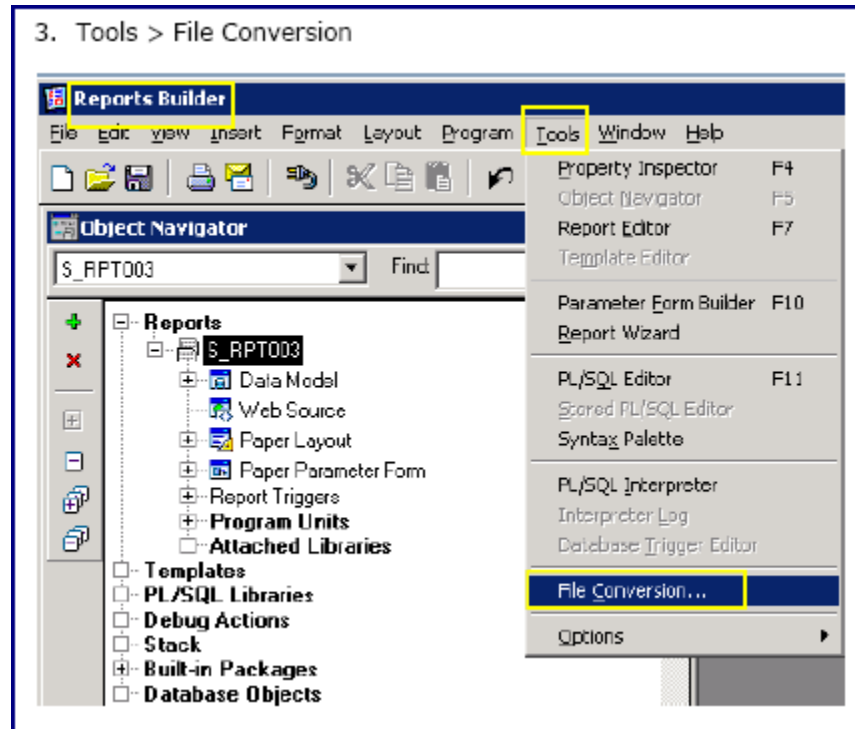 3. Tools > File Conversion
Reports Builder
File Edit View Insert Format Layout Program Tools Window Help
Object Navigator
S_RPT003
Find:
Reports
S_RPT003
Data Model
Web Source
Paper Layout
Paper Parameter Form
Report Triggers
Program Units
Attached Libraries
Templates
PL/SQL Libraries
Debug Actions
Stack
Built-in Packages
Database Objects
Property Inspector F4
Object Navigator F5
Report Editor F7
Template Editor
Parameter Form Builder F10
Report Wizard
PL/SQL Editor F11
Stored PL/SQL Editor
Syntax Palette
PL/SQL Interpreter
Interpreter Log
Database Trigger Editor
File Conversion...
Options